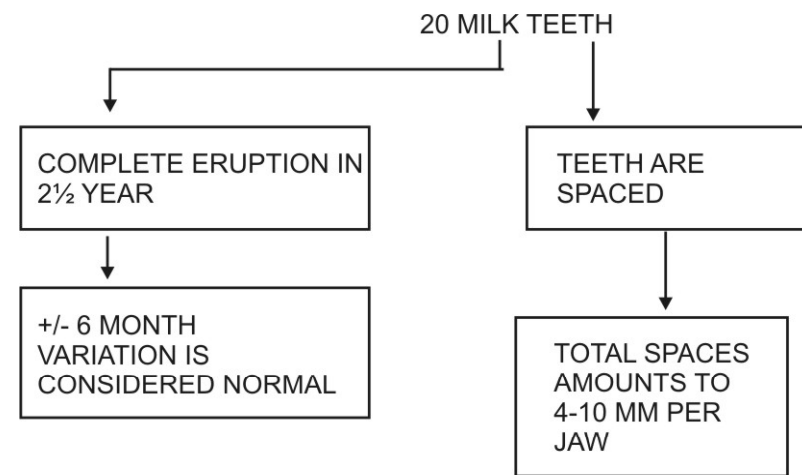 20 MILK TEETH
COMPLETE ERUPTION IN
2½ YEAR
+/- 6 MONTH
VARIATION IS
CONSIDERED NORMAL
TEETH ARE
SPACED
TOTAL SPACES
AMOUNTS TO
4-10 MM PER
JAW